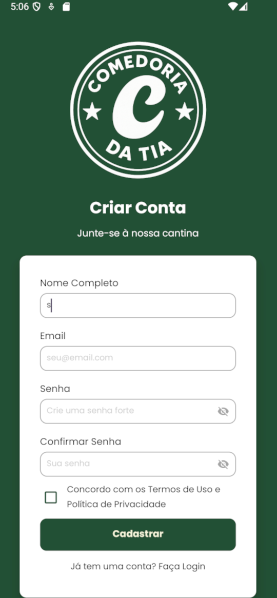 5:06
COMEDORIA
C
DA TIA
Criar Conta
Junte-se à nossa cantina
Nome Completo
s
Email
seu@email.com
Senha
Crie uma senha forte
Confirmar Senha
Sua senha
Concordo com os Termos de Uso e
Política de Privacidade
Cadastrar
Já tem uma conta? Faça Login